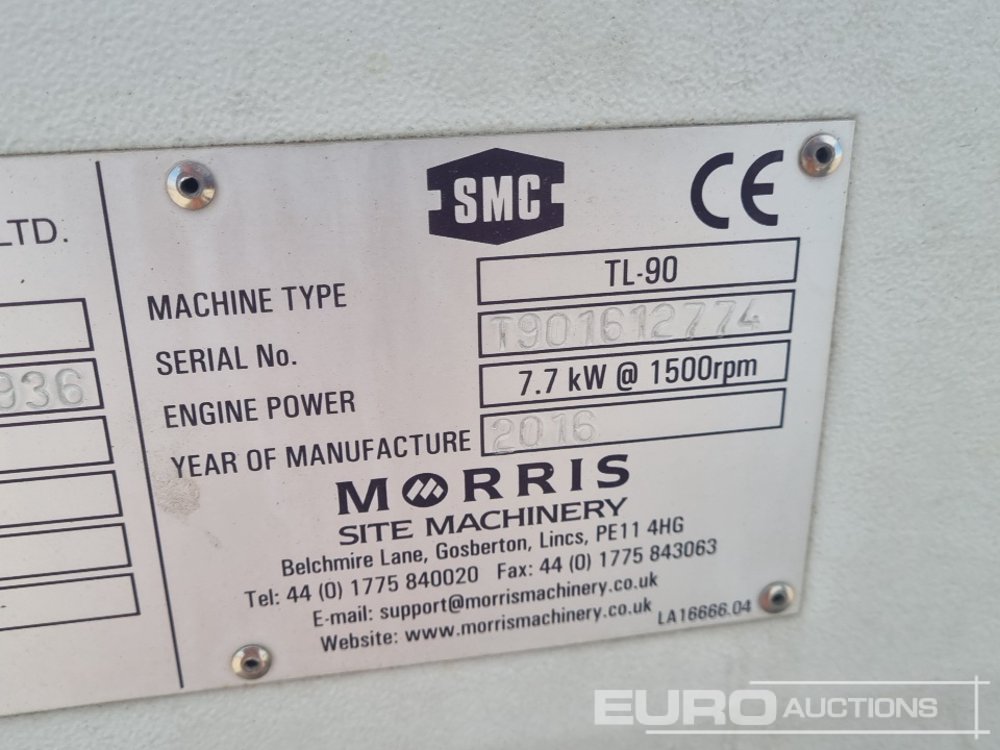 LTD.
936
SMC
CE
MACHINE TYPE TL-90
SERIAL No. T901612774
ENGINE POWER 7.7 kW @ 1500rpm
YEAR OF MANUFACTURE 2016
MORRIS
SITE MACHINERY
Belchmire Lane, Gosberton, Lincs, PE11 4HG
Tel: 44 (0) 1775 840020 Fax: 44 (0) 1775 843063
E-mail: support@morrismachinery.co.uk
Website: www.morrismachinery.co.uk
LA16666.04
EURO AUCTIONS